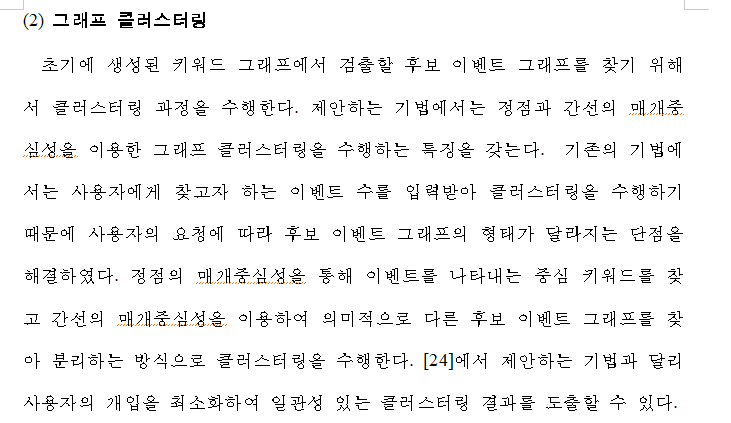 (2) 그래프 클러스터링
초기에 생성된 키워드 그래프에서 검출할 후보 이벤트 그래프를 찾기 위해
서 클러스터링 과정을 수행한다. 제안하는 기법에서는 정점과 간선의 매개중
심성을 이용한 그래프 클러스터링을 수행하는 특징을 갖는다. 기존의 기법에
서는 사용자에게 찾고자 하는 이벤트 수를 입력받아 클러스터링을 수행하기
때문에 사용자의 요청에 따라 후보 이벤트 그래프의 형태가 달라지는 단점을
해결하였다. 정점의 매개중심성을 통해 이벤트를 나타내는 중심 키워드를 찾
고 간선의 매개중심성을 이용하여 의미적으로 다른 후보 이벤트 그래프를 찾
아 분리하는 방식으로 클러스터링을 수행한다. [24]에서 제안하는 기법과 달리
사용자의 개입을 최소화하여 일관성 있는 클러스터링 결과를 도출할 수 있다.